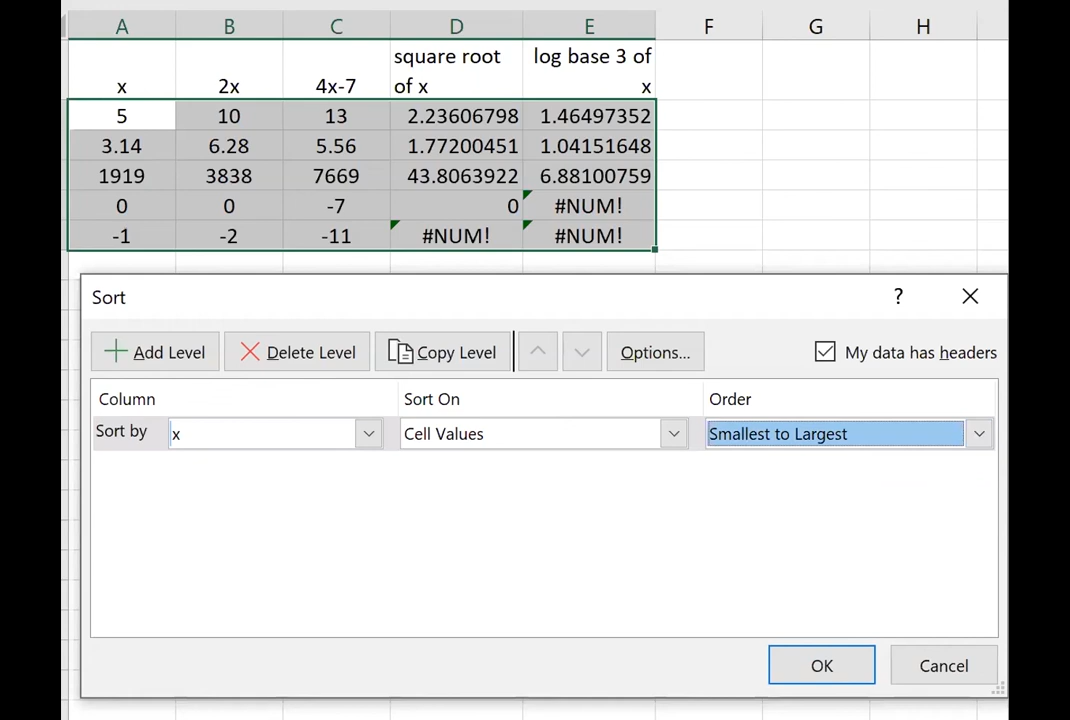 A B C D E F G H
square root log base 3 of
x 2x 4x-7 of x x
5 10 13 2.23606798 1.46497352
3.14 6.28 5.56 1.77200451 1.04151648
1919 3838 7669 43.8063922 6.88100759
0 0 -7 0 #NUM!
-1 -2 -11 #NUM! #NUM!
Sort ?
Add Level Delete Level Copy Level Options... My data has headers
Column Sort On Order
Sort by x Cell Values Smallest to Largest
OK Cancel